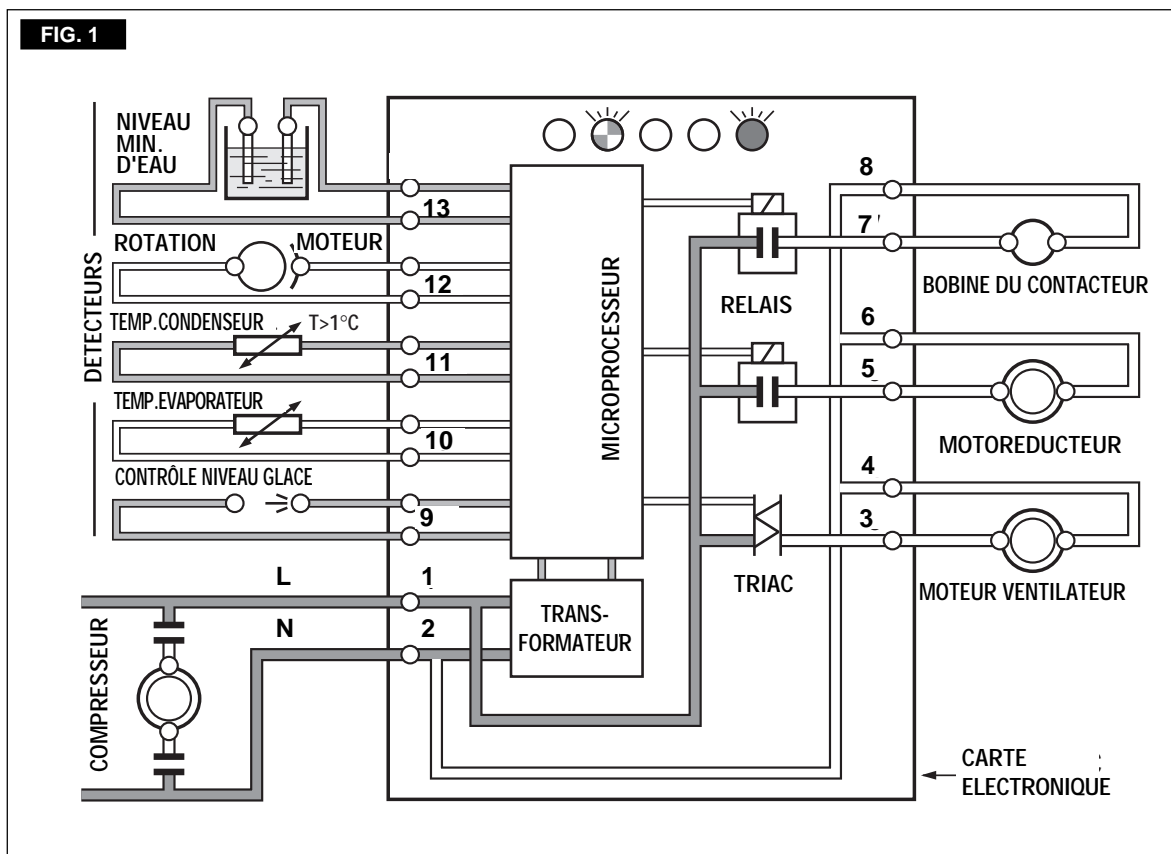 FIG. 1
NIVEAU
MIN.
D'EAU
13
ROTATION MOTEUR
12
TEMP.CONDENSEUR T>1°C
11
TEMP.EVAPORATEUR
10
CONTRÔLE NIVEAU GLACE
9
DETECTEURS
L 1
N 2
COMPRESSEUR
MICROPROCESSEUR
TRANS-
FORMATEUR
RELAIS
TRIAC
8
7
BOBINE DU CONTACTEUR
6
5
MOTOREDUCTEUR
4
3
MOTEUR VENTILATEUR
CARTE
ELECTRONIQUE